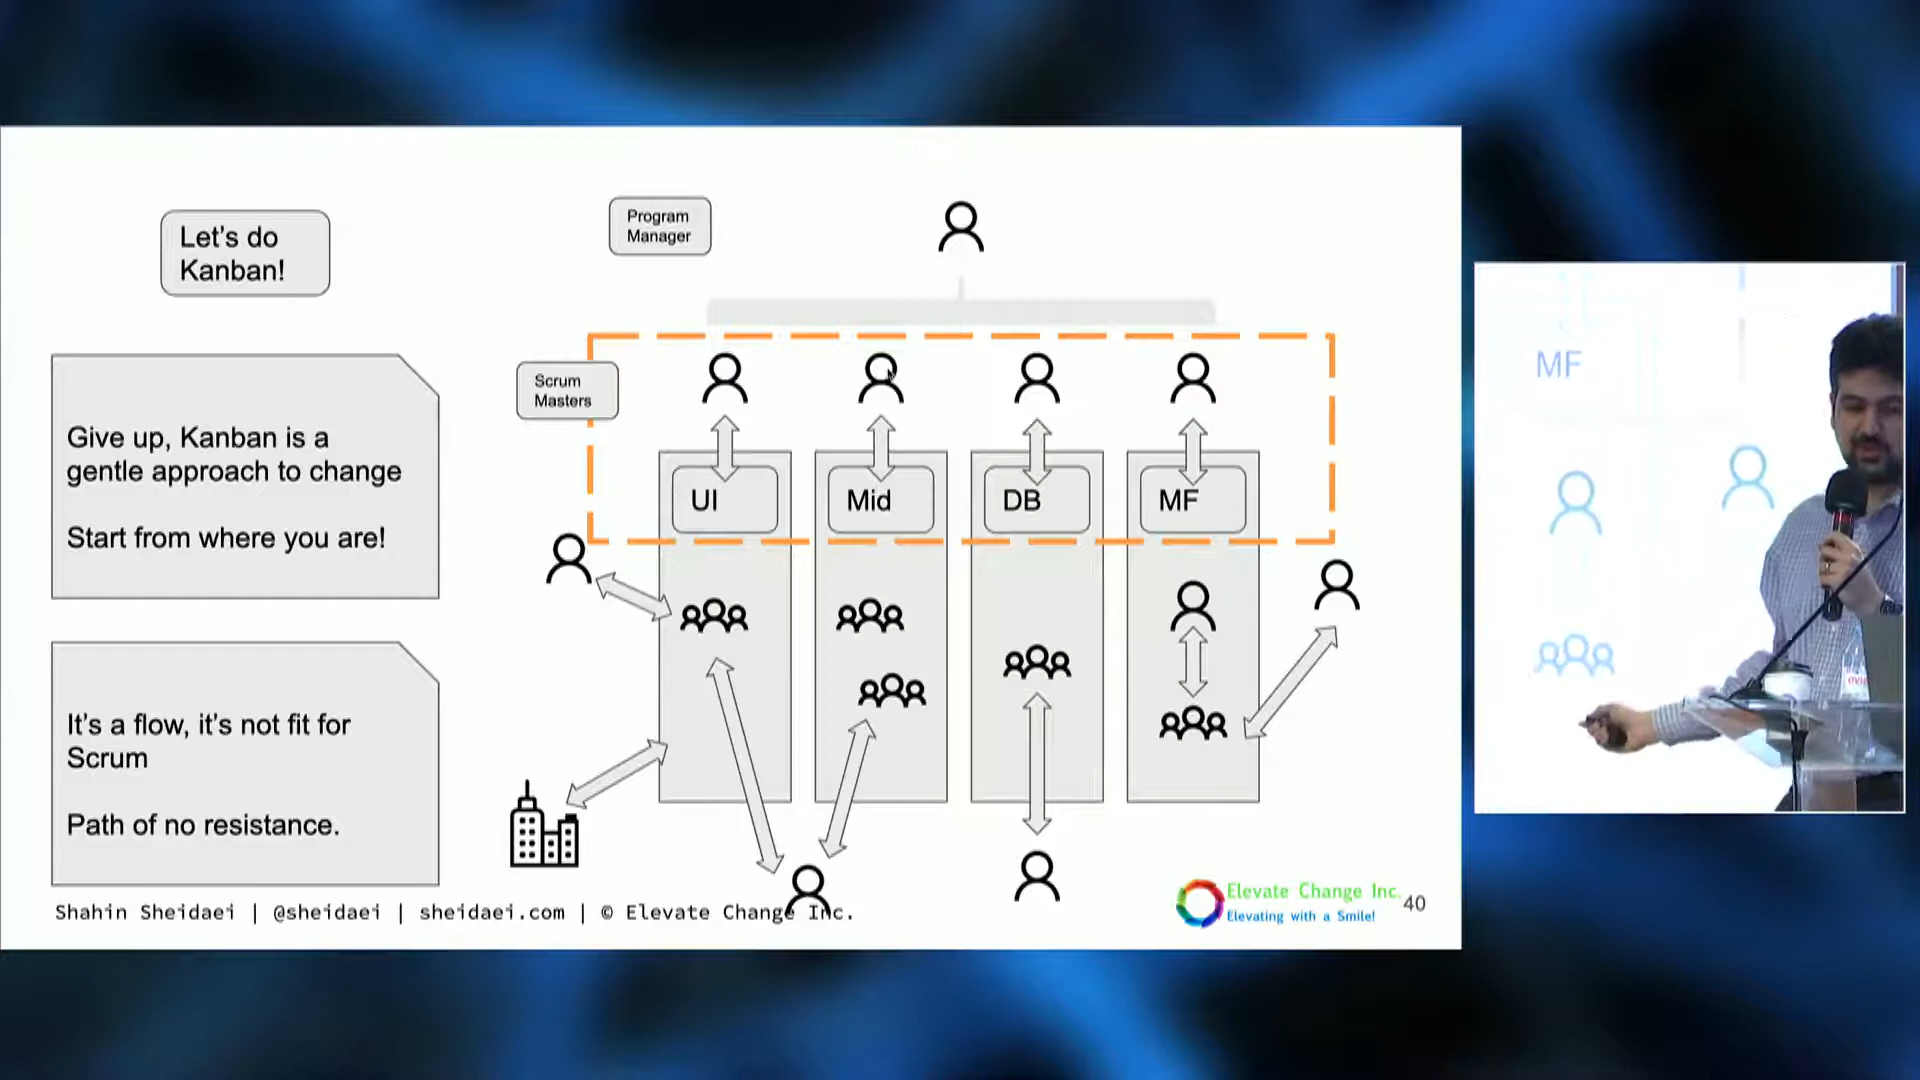 Let's do
Kanban!
Program
Manager
Scrum
Masters
Give up, Kanban is a
gentle approach to change
Start from where you are!
It's a flow, it's not fit for
Scrum
Path of no resistance.
UI
Mid
DB
MF
MF
Shahin Sheidaei | @sheidaei | sheidaei.com | © Elevate Change Inc.
Elevate Change Inc.
Elevating with a Smile!
40